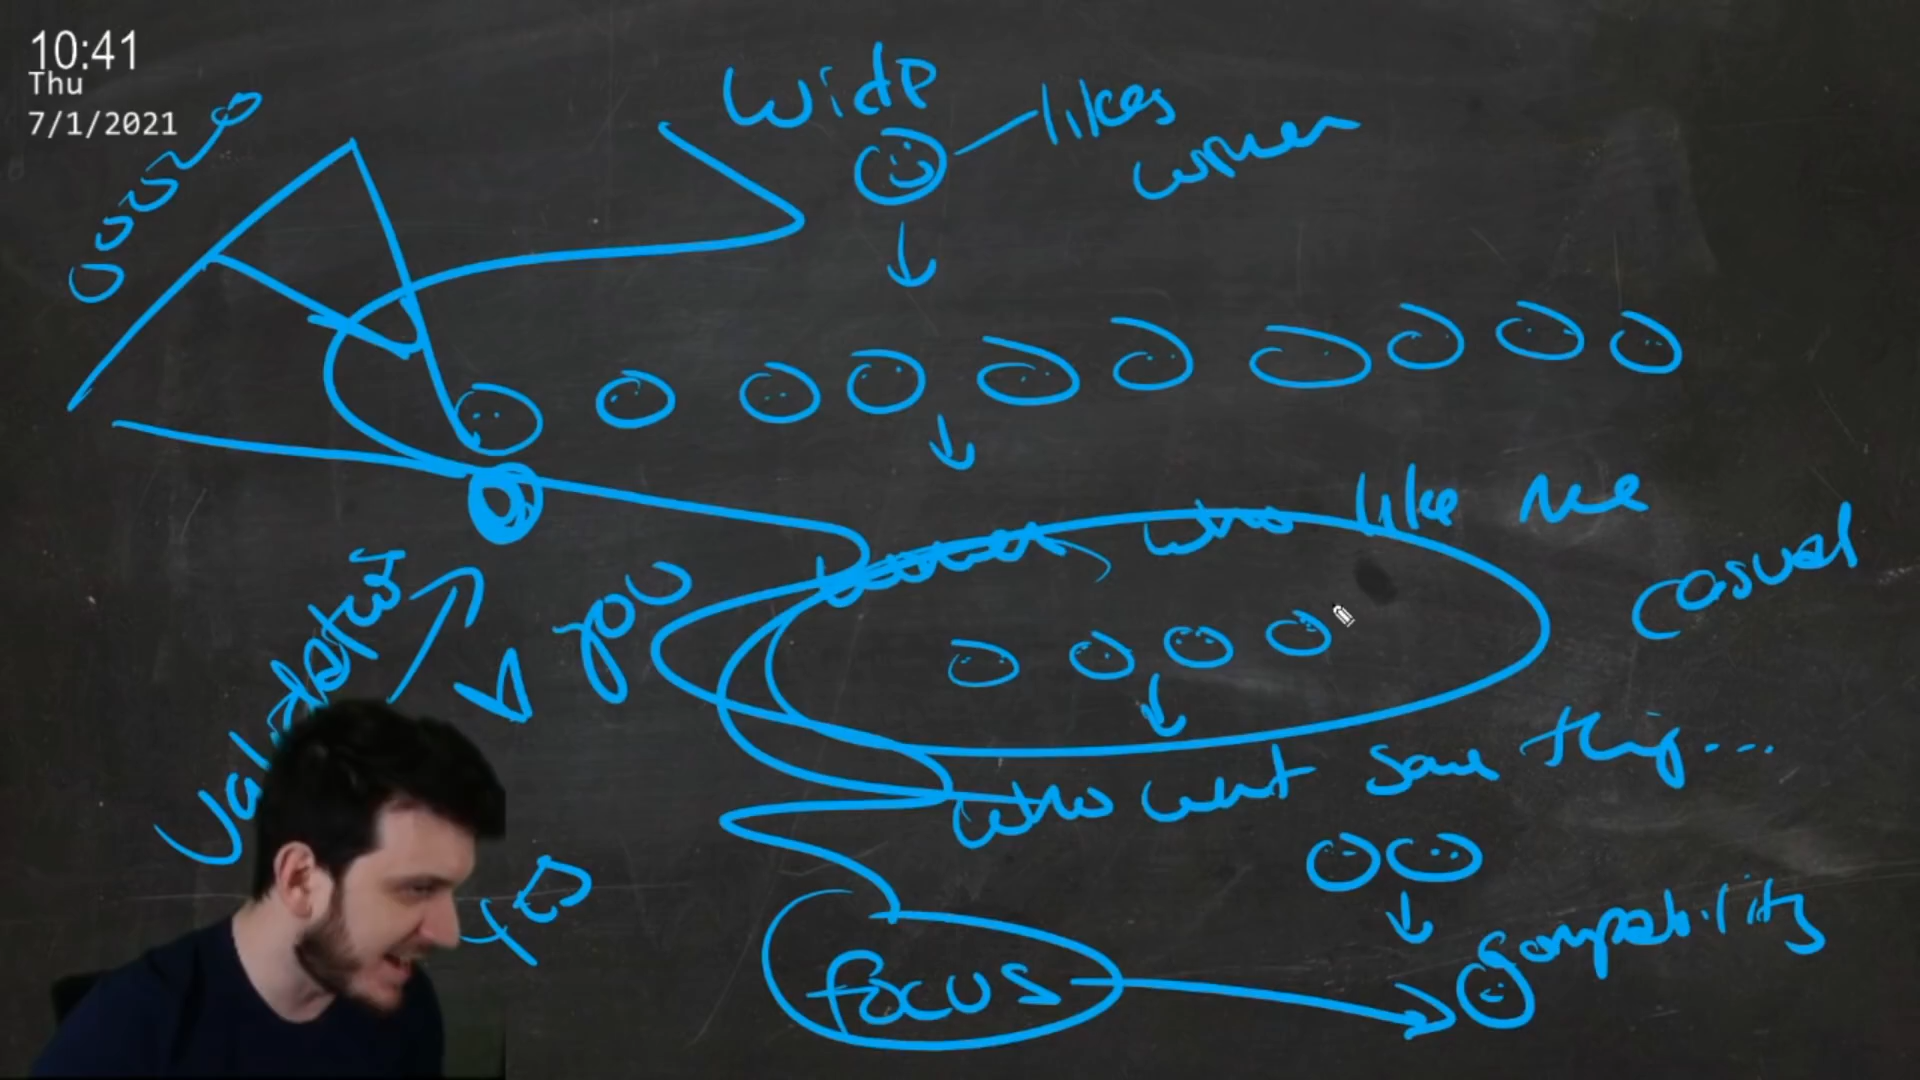 10:41
Thu
7/1/2021
wide
likes
women
who like me
casual
you
who want same thing...
compability
focus